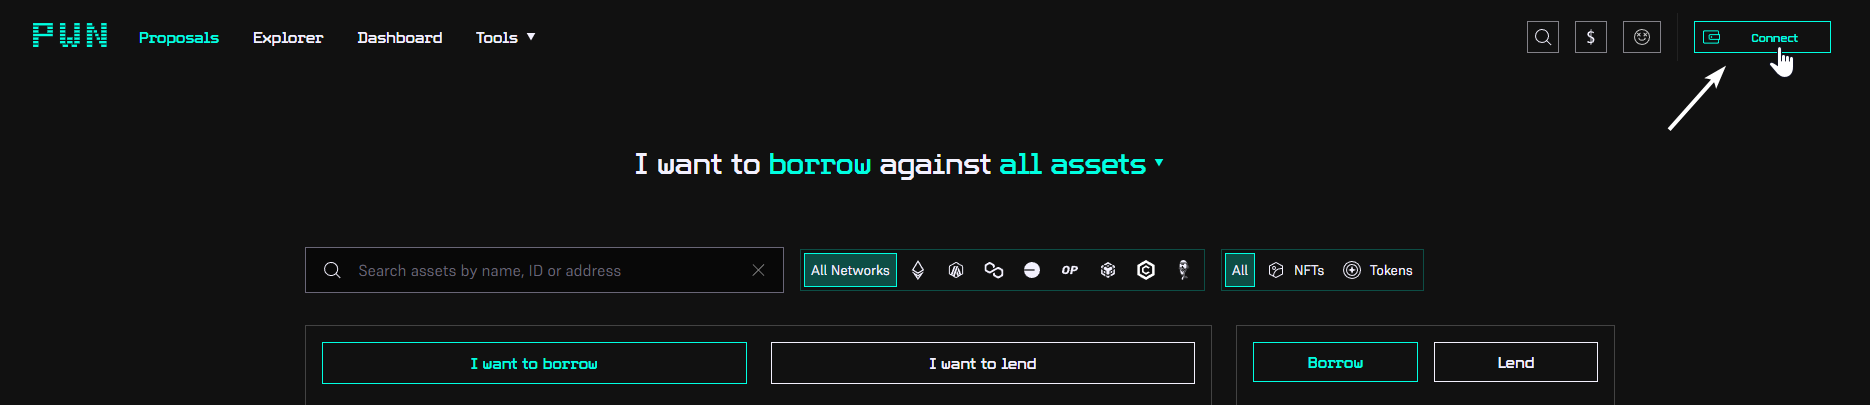 PWN Proposals Explorer Dashboard Tools $ Connect
I want to borrow against all assets
Search assets by name, ID or address All Networks OP All NFTs Tokens
I want to borrow I want to lend Borrow Lend